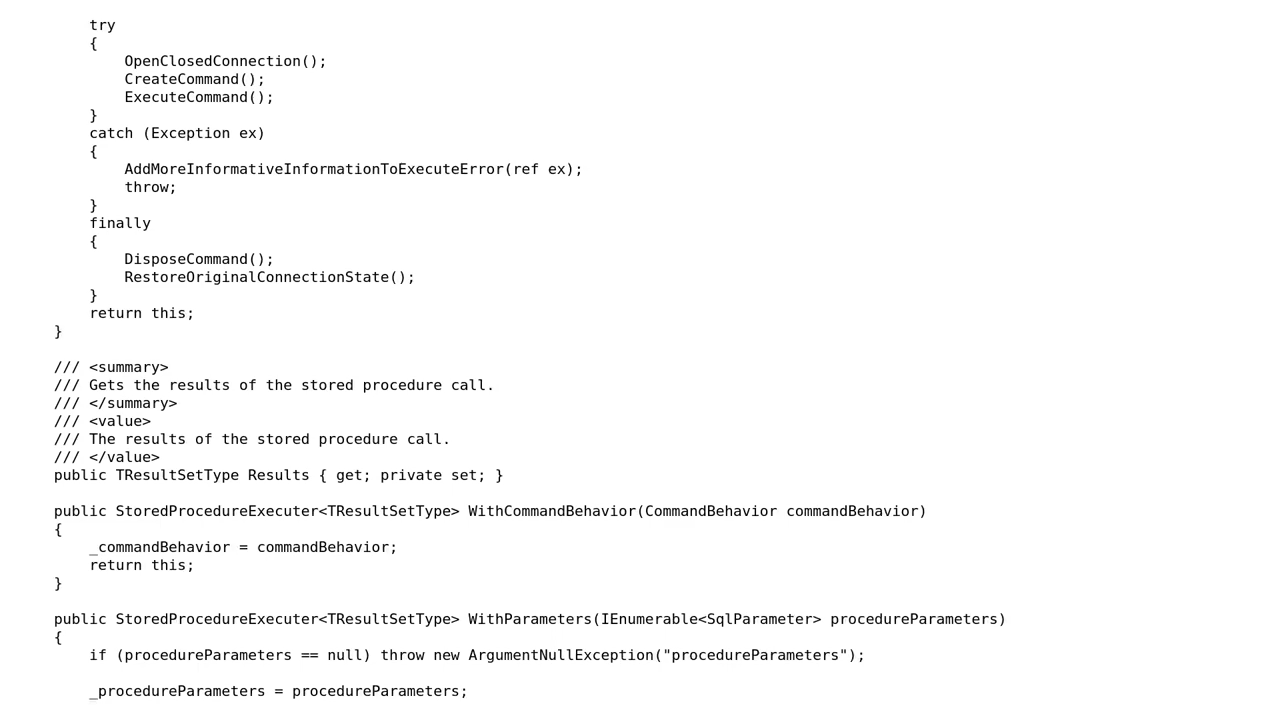 try
{
OpenClosedConnection();
CreateCommand();
ExecuteCommand();
}
catch (Exception ex)
{
AddMoreInformativeInformationToExecuteError(ref ex);
throw;
}
finally
{
DisposeCommand();
RestoreOriginalConnectionState();
}
return this;
}
/// <summary>
/// Gets the results of the stored procedure call.
/// </summary>
/// <value>
/// The results of the stored procedure call.
/// </value>
public TResultSetType Results { get; private set; }
public StoredProcedureExecuter<TResultSetType> WithCommandBehavior(CommandBehavior commandBehavior)
{
_commandBehavior = commandBehavior;
return this;
}
public StoredProcedureExecuter<TResultSetType> WithParameters(IEnumerable<SqlParameter> procedureParameters)
{
if (procedureParameters == null) throw new ArgumentNullException("procedureParameters");
_procedureParameters = procedureParameters;